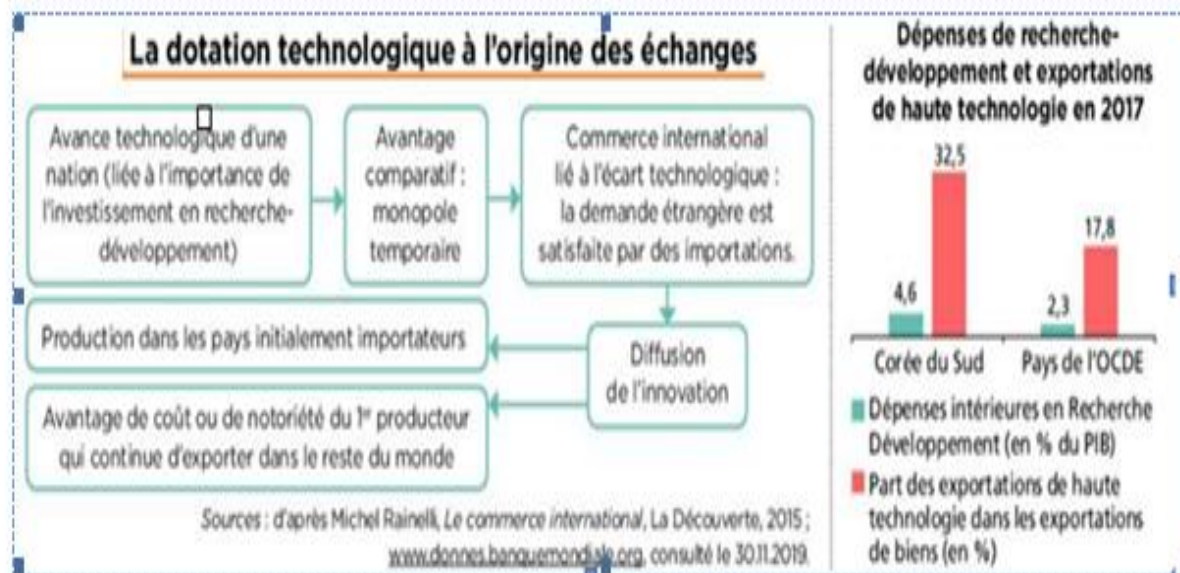 La dotation technologique à l'origine des échanges
Avance technologique d'une
nation (liée à l'importance de
l'investissement en recherche-
développement)
Avantage
comparatif :
monopole
temporaire
Commerce international
lié à l'écart technologique :
la demande étrangère est
satisfaite par des importations.
Production dans les pays initialement importateurs
Diffusion
de l'innovation
Avantage de coût ou de notoriété du 1er producteur
qui continue d'exporter dans le reste du monde
Sources : d'après Michel Rainelli, Le commerce international, La Découverte, 2015 ;
www.donnes.banquemondiale.org, consulté le 30.11.2019.
Dépenses de recherche-
développement et exportations
de haute technologie en 2017
32,5
17,8
4,6
2,3
Corée du Sud
Pays de l'OCDE
Dépenses intérieures en Recherche
Développement (en % du PIB)
Part des exportations de haute
technologie dans les exportations
de biens (en %)